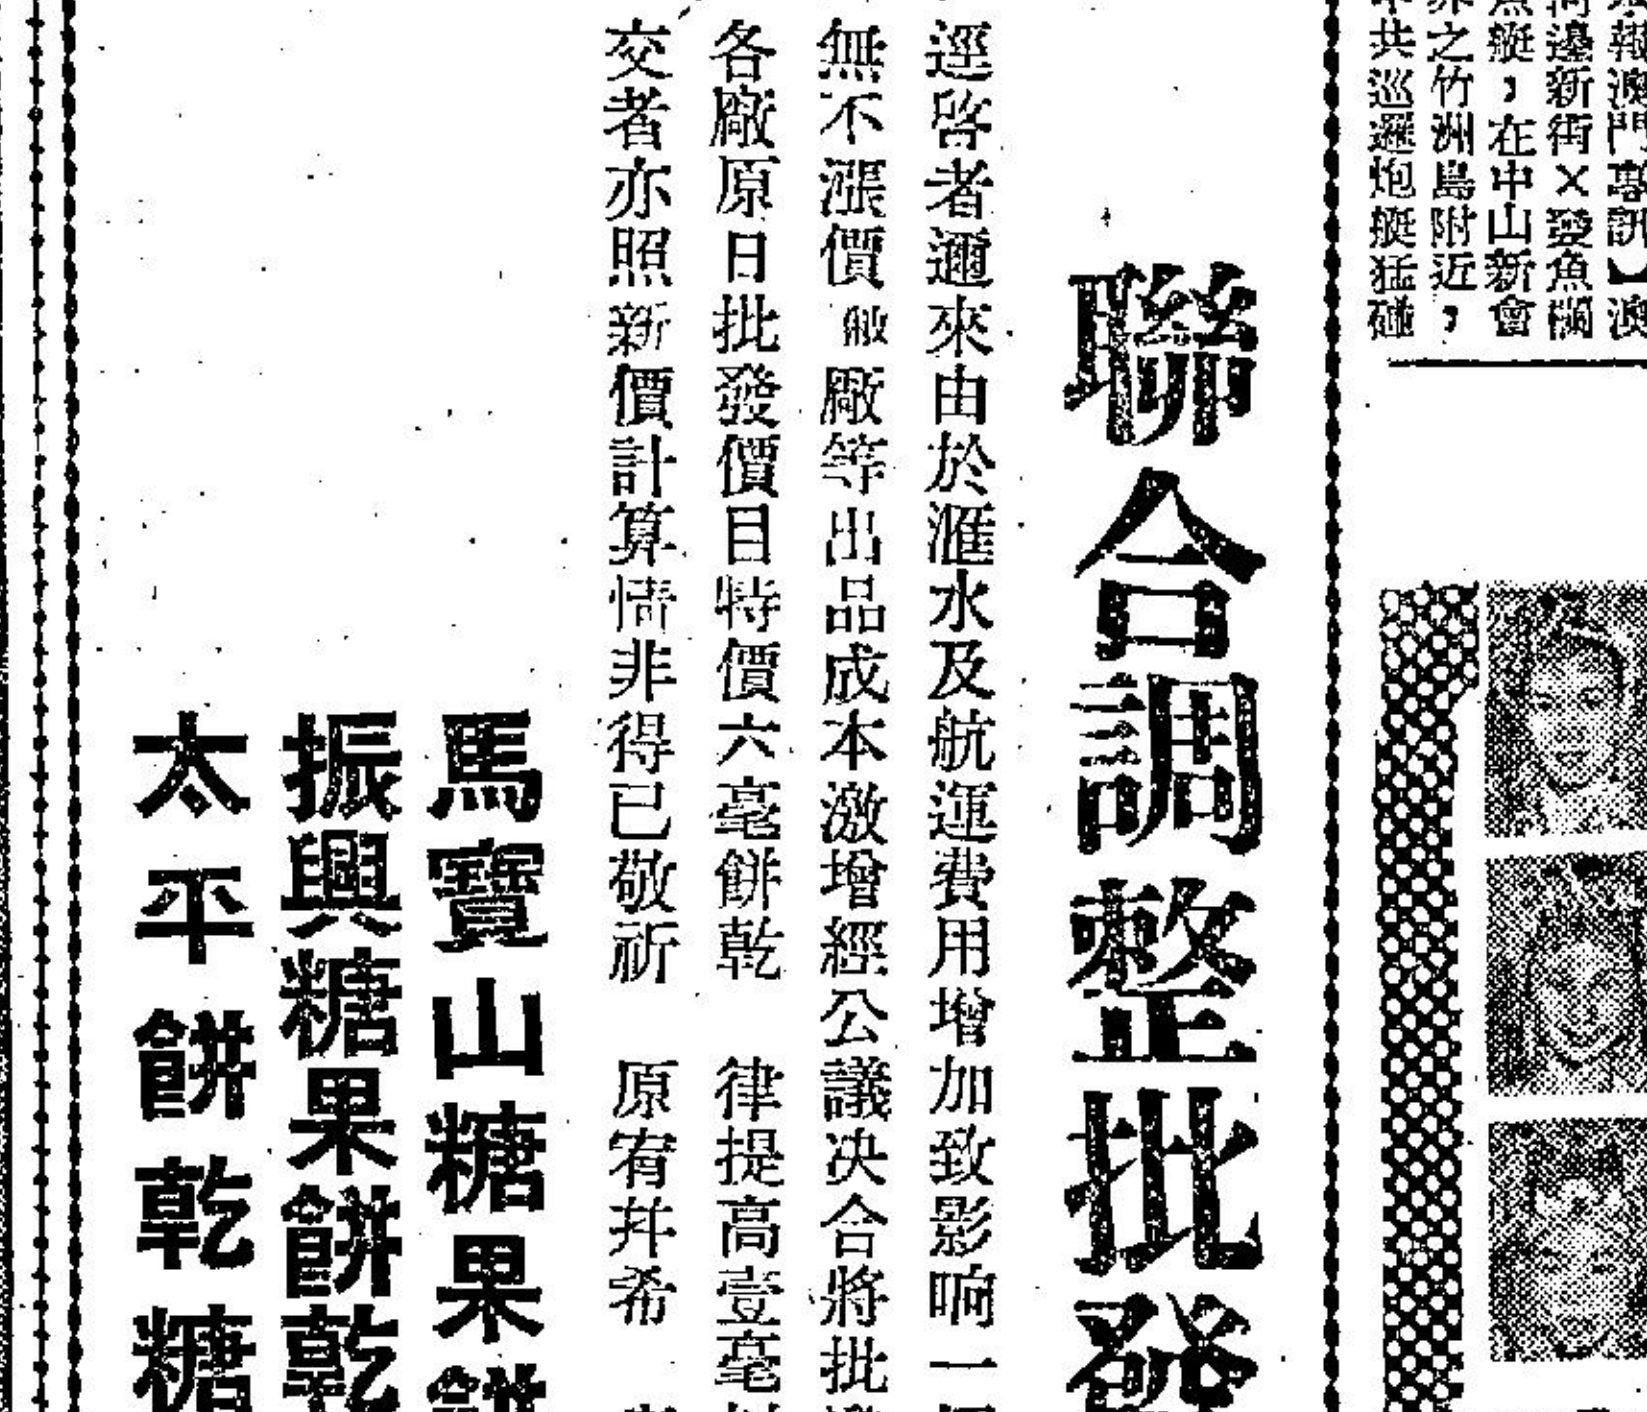 報澳門專訊】澳
河邊新街×發魚欄
魚艇，在中山新會
界之竹洲島附近，
中共巡邏炮艇猛碰
聯合調整批發
逕啓者邇來由於滙水及航運費用增加致影响一
無不漲價 敝廠等出品成本激增經公議决合將批
各廠原日批發價目特價六毫餅乾 律提高壹毫
交者亦照新價計算情非得已敬祈 原宥并希
馬寶山糖果餅
振興糖果餅乾
太平餅乾糖